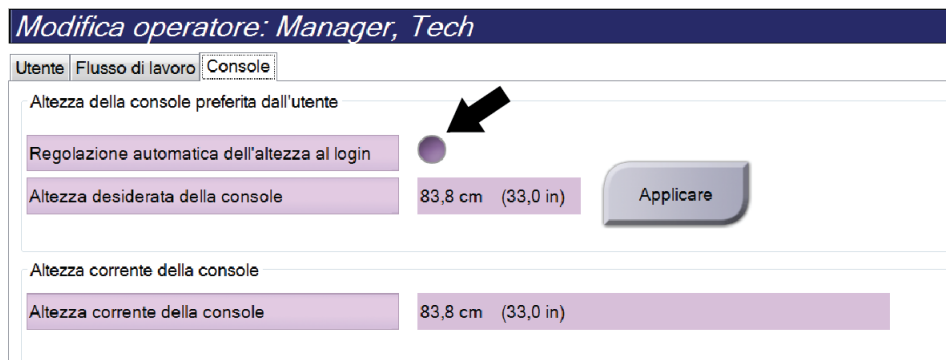 Modifica operatore: Manager, Tech
Utente Flusso di lavoro Console
Altezza della console preferita dall'utente
Regolazione automatica dell'altezza al login
Altezza desiderata della console 83,8 cm (33,0 in) Applicare
Altezza corrente della console
Altezza corrente della console 83,8 cm (33,0 in)